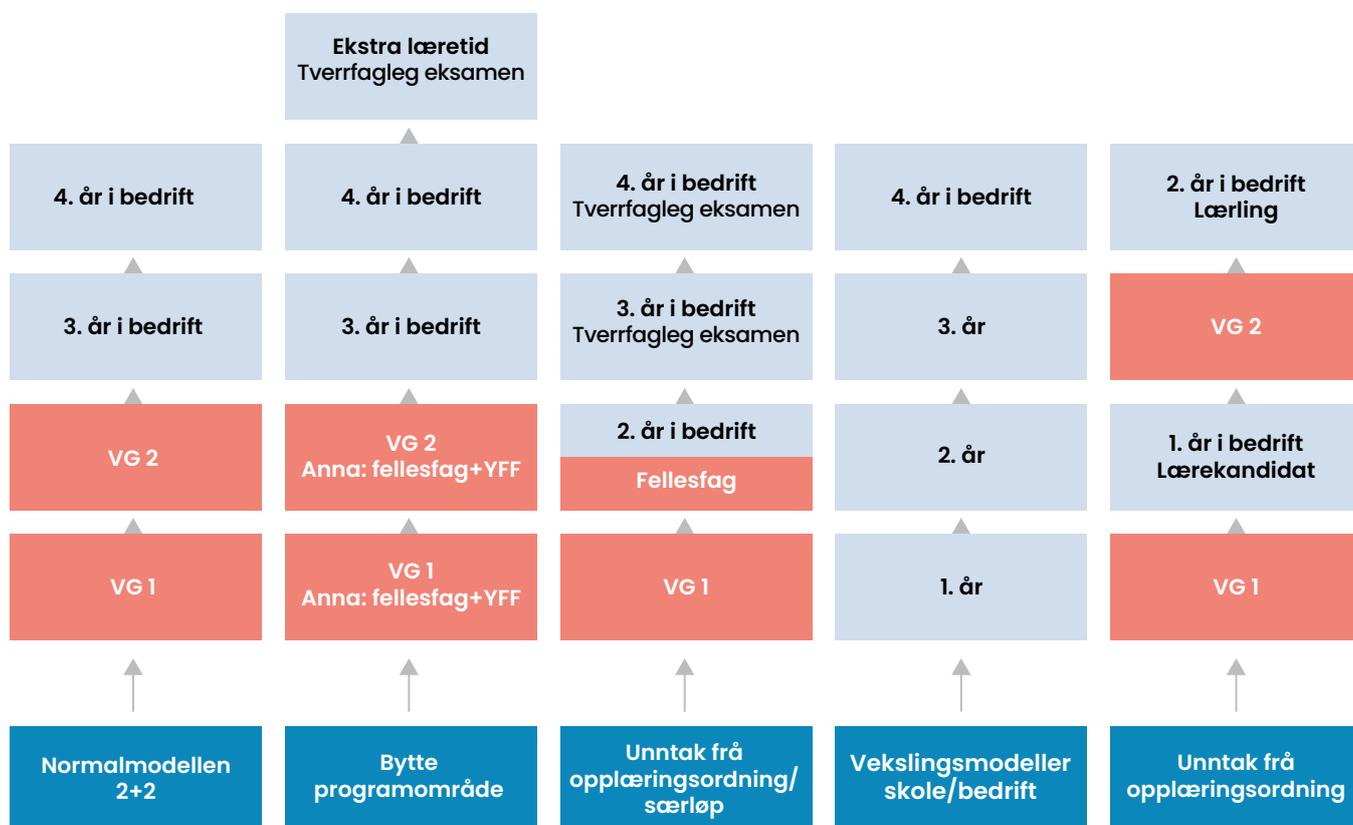 Ekstra læretid
Tverrfagleg eksamen
4. år i bedrift
4. år i bedrift
4. år i bedrift
Tverrfagleg eksamen
4. år i bedrift
2. år i bedrift
Lærling
3. år i bedrift
3. år i bedrift
3. år i bedrift
Tverrfagleg eksamen
3. år
VG 2
VG 2
VG 2
Anna: fellesfag+YFF
2. år i bedrift
Fellesfag
2. år
1. år i bedrift
Lærekandidat
VG 1
VG 1
Anna: fellesfag+YFF
VG 1
1. år
VG 1
Normalmodellen
2+2
Bytte
programområde
Unntak frå
opplæringsordning/
særløp
Vekslingsmodeller
skole/bedrift
Unntak frå
opplæringsordning